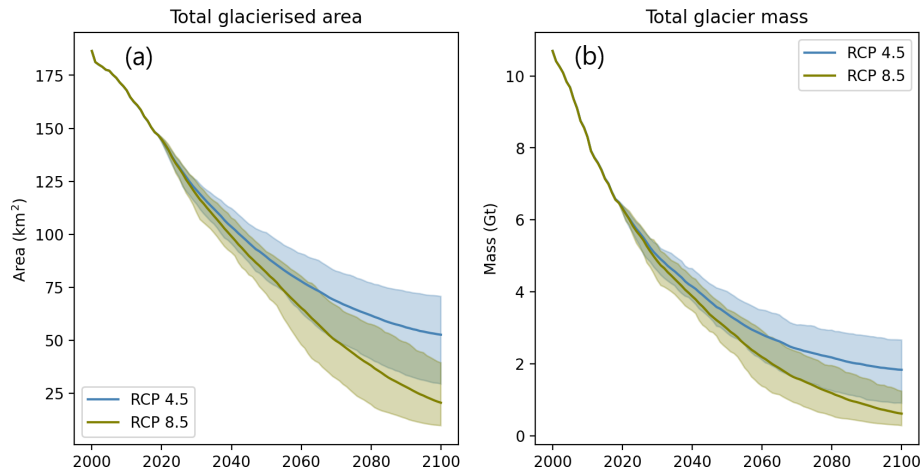 Total glacierised area
(a)
175
150
125
100
75
50
25
Area (km²)
RCP 4.5
RCP 8.5
2000 2020 2040 2060 2080 2100
Total glacier mass
(b)
RCP 4.5
RCP 8.5
10
8
6
4
2
0
Mass (Gt)
2000 2020 2040 2060 2080 2100